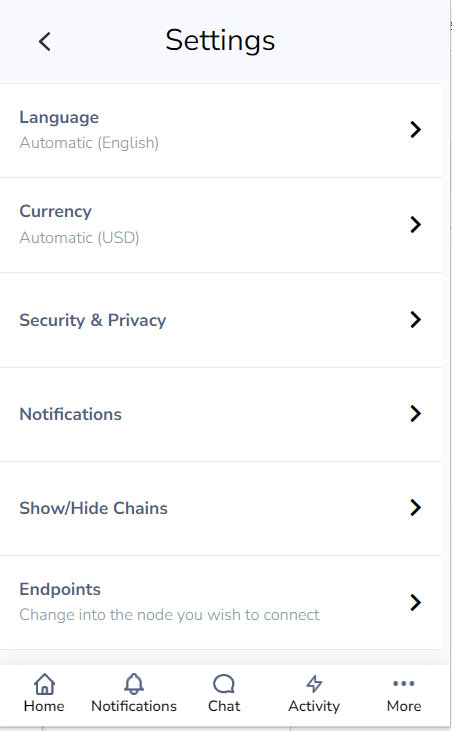 Settings
Language
Automatic (English)
Currency
Automatic (USD)
Security & Privacy
Notifications
Show/Hide Chains
Endpoints
Change into the node you wish to connect
Home Notifications Chat Activity More